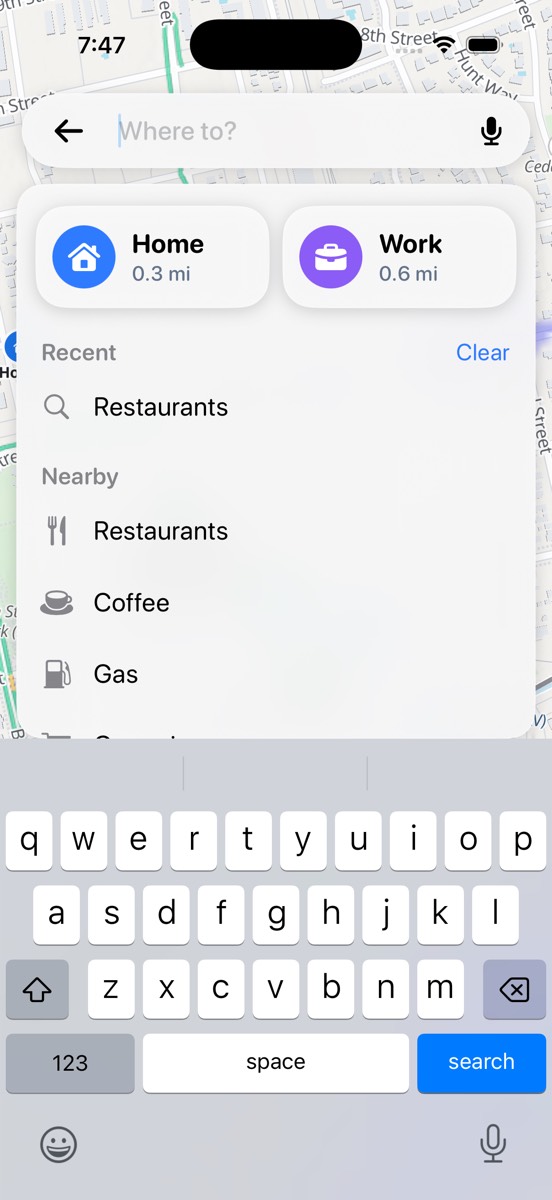 7:47
8th Street
Hunt Way
Where to?
Home
0.3 mi
Work
0.6 mi
Recent
Clear
Restaurants
Nearby
Restaurants
Coffee
Gas
q w e r t y u i o p
a s d f g h j k l
z x c v b n m
123
space
search